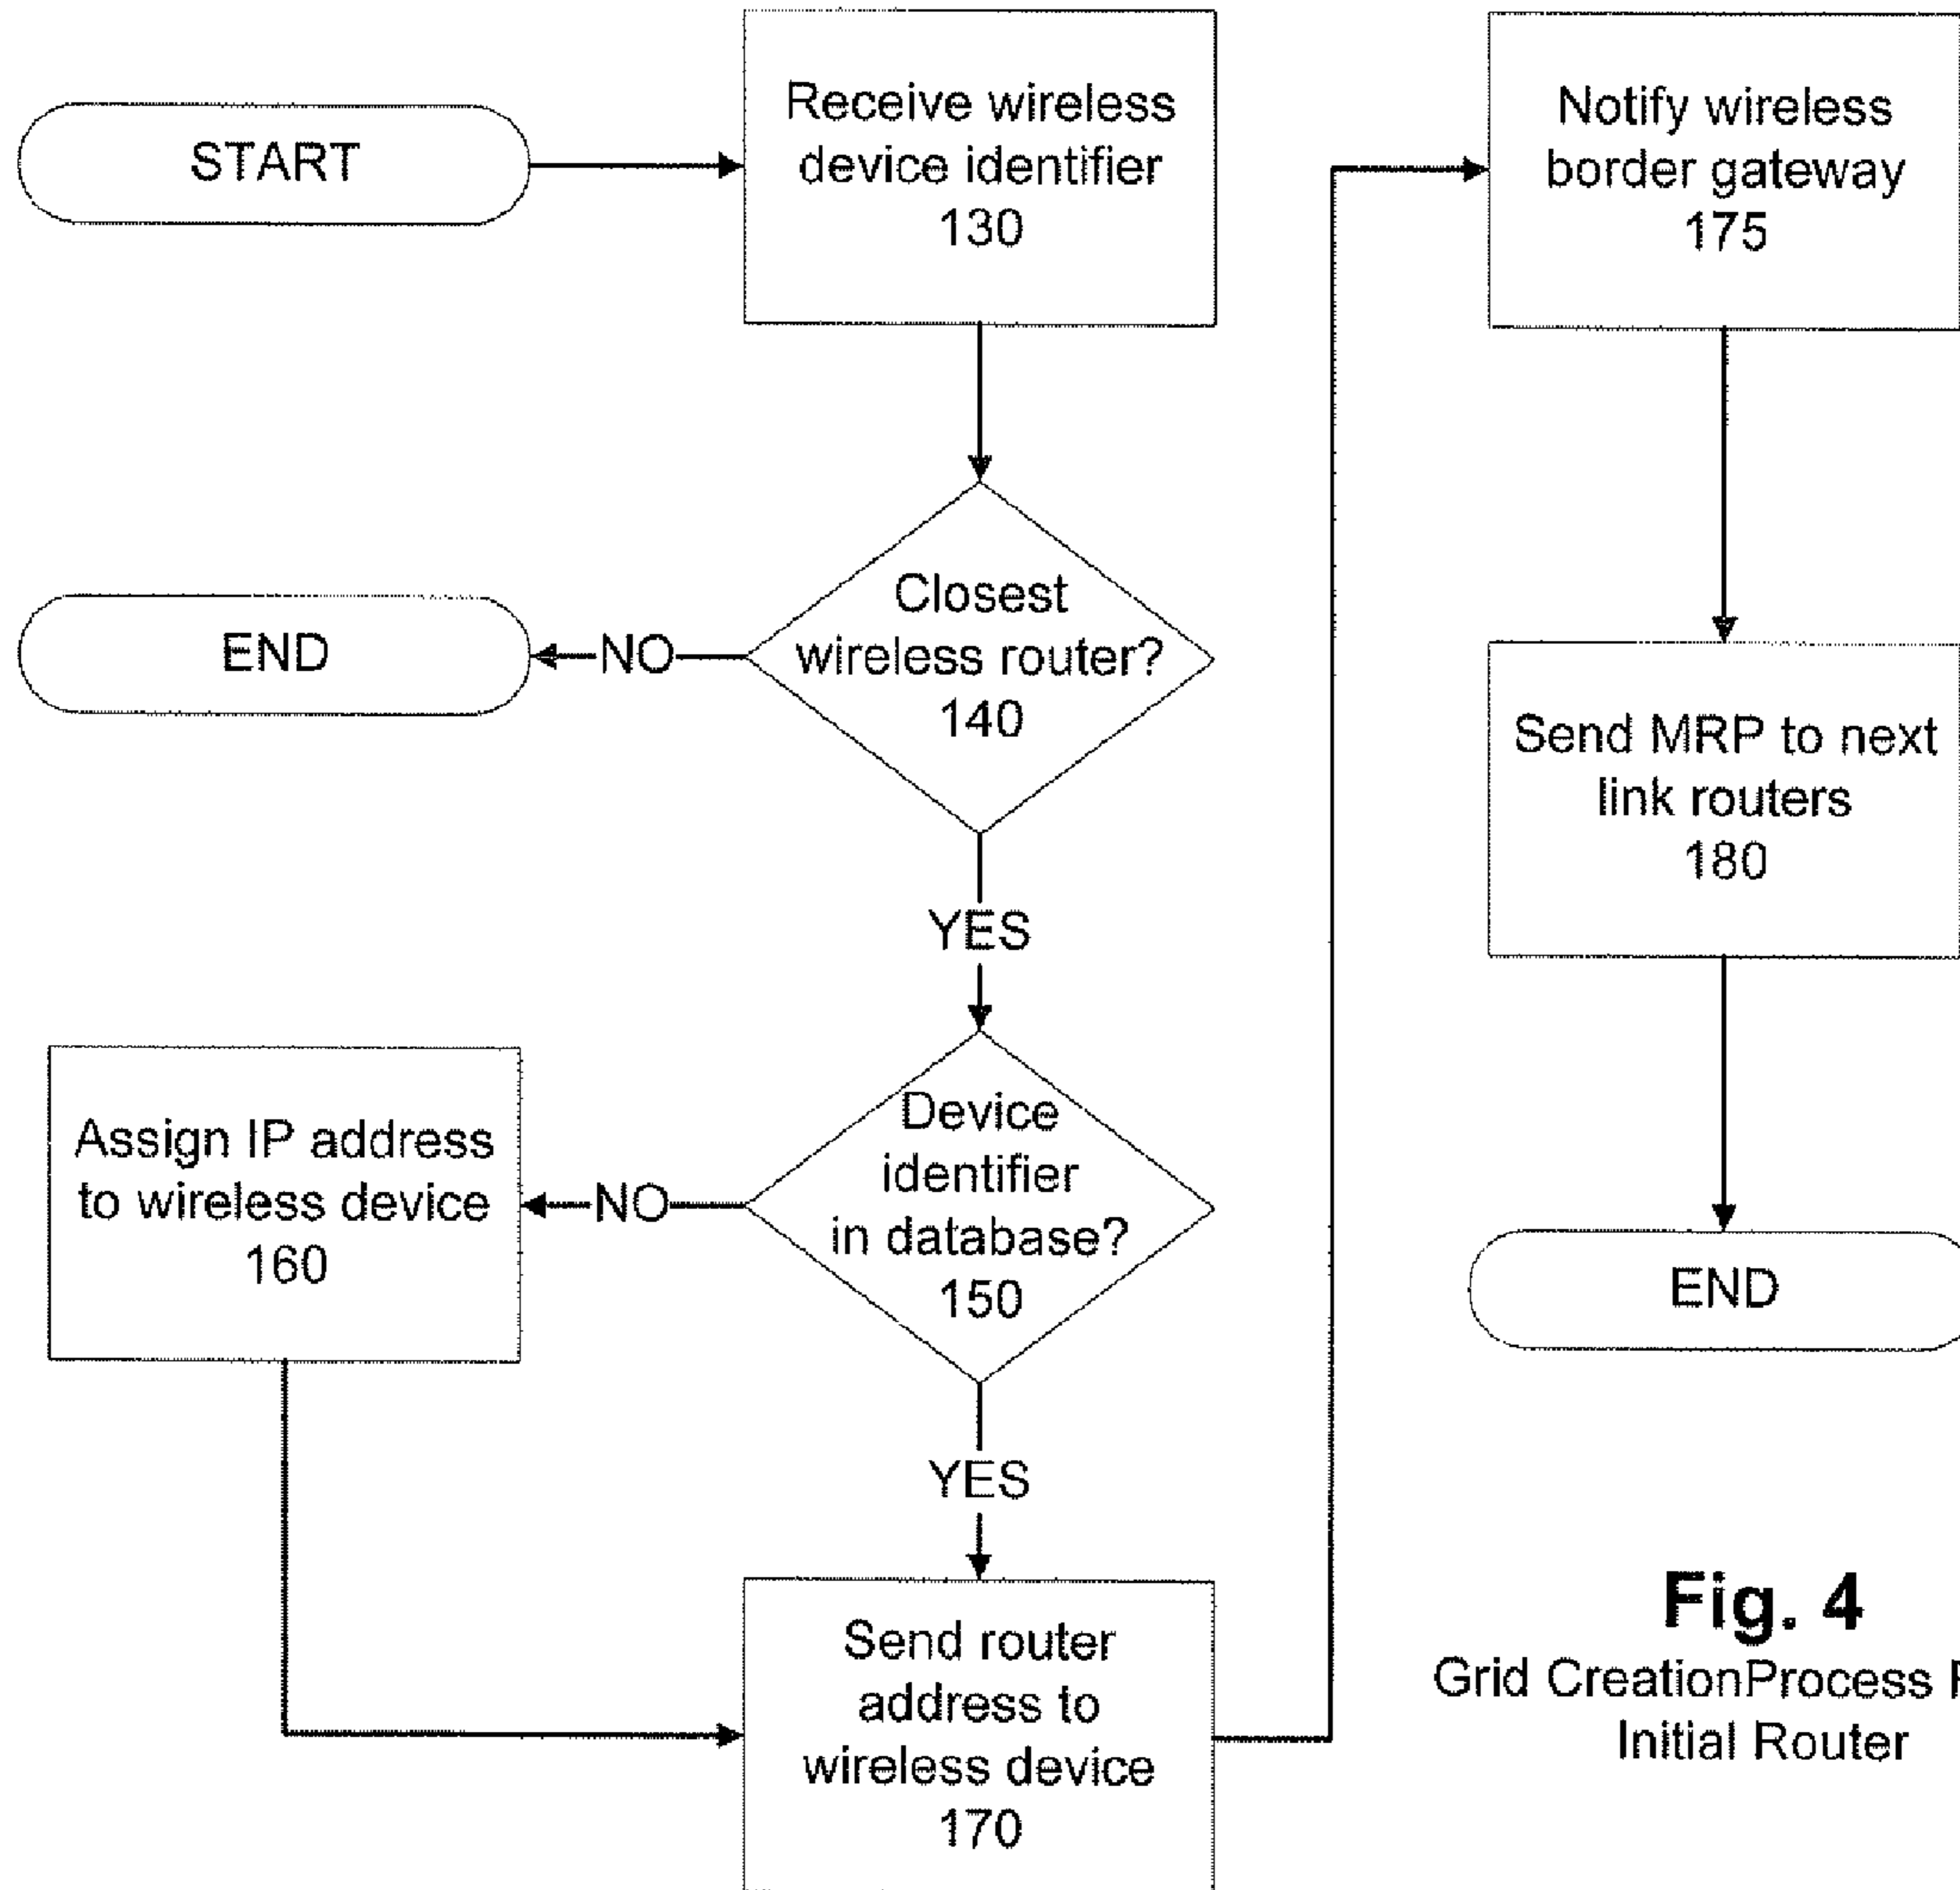 START
Receive wireless
device identifier
130
Closest
wireless router?
140
NO
END
YES
Device
identifier
in database?
150
NO
Assign IP address
to wireless device
160
YES
Send router
address to
wireless device
170
Notify wireless
border gateway
175
Send MRP to next
link routers
180
END
Fig. 4
Grid CreationProcess
Initial Router